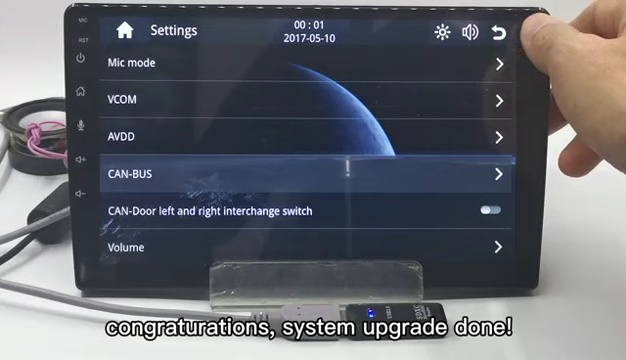 MIC
RST
Settings
00 : 01
2017-05-10
Mic mode
VCOM
AVDD
CAN-BUS
CAN-Door left and right interchange switch
Volume
congraturations, system upgrade done!